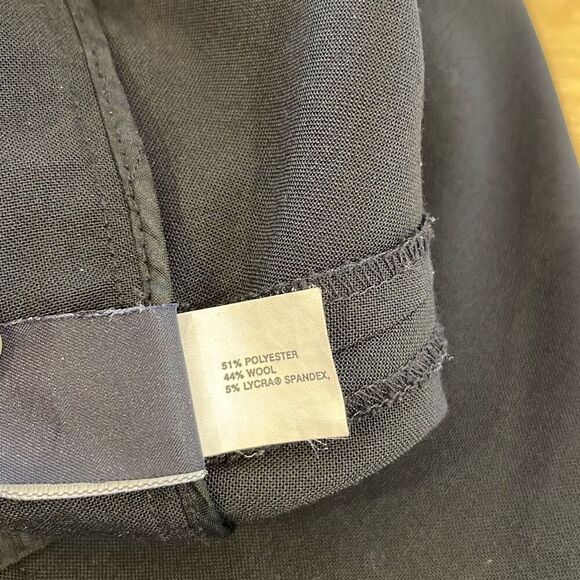 51% POLYESTER
44% WOOL
5% LYCRA® SPANDEX,